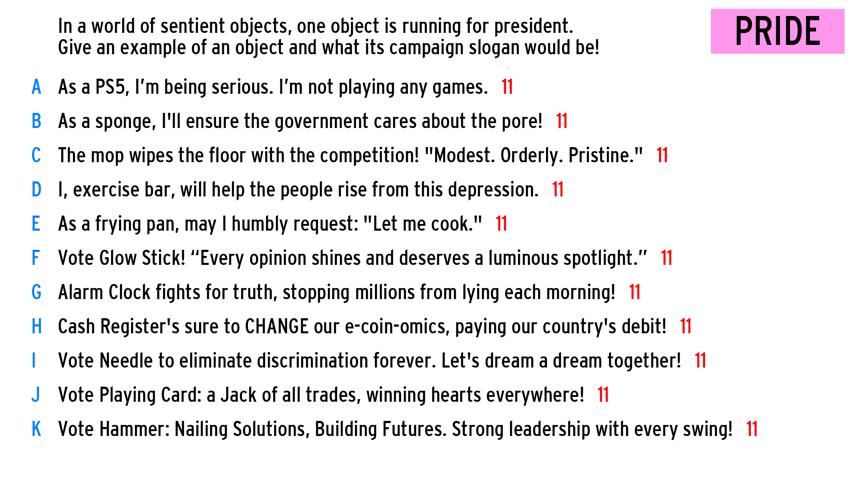 In a world of sentient objects, one object is running for president.
Give an example of an object and what its campaign slogan would be!
PRIDE
A As a PS5, I'm being serious. I'm not playing any games. 11
B As a sponge, I'll ensure the government cares about the pore! 11
C The mop wipes the floor with the competition! "Modest. Orderly. Pristine." 11
D I, exercise bar, will help the people rise from this depression. 11
E As a frying pan, may I humbly request: "Let me cook." 11
F Vote Glow Stick! “Every opinion shines and deserves a luminous spotlight.” 11
G Alarm Clock fights for truth, stopping millions from lying each morning! 11
H Cash Register's sure to CHANGE our e-coin-omics, paying our country's debit! 11
I Vote Needle to eliminate discrimination forever. Let's dream a dream together! 11
J Vote Playing Card: a Jack of all trades, winning hearts everywhere! 11
K Vote Hammer: Nailing Solutions, Building Futures. Strong leadership with every swing! 11